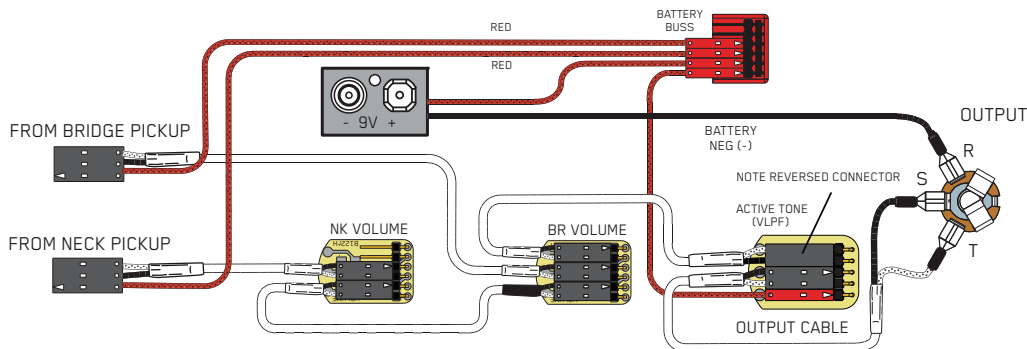 BATTERY
BUSS
RED
RED
- 9V +
OUTPUT
FROM BRIDGE PICKUP
BATTERY
NEG (-)
R
NOTE REVERSED CONNECTOR
S
ACTIVE TONE
(VLPF)
NK VOLUME
BR VOLUME
FROM NECK PICKUP
T
OUTPUT CABLE